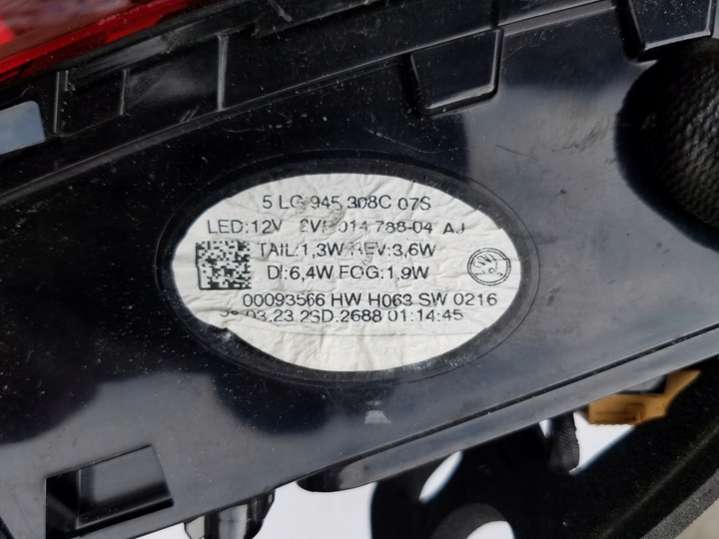 5 LG 945 308C 07S
LED:12V 014 788-04 AJ
TAIL:1,3W REV:3,6W
DI:6,4W FOG:1,9W
00093566 HW H063 SW 0216
03.23 2SD.2688 01:14:45